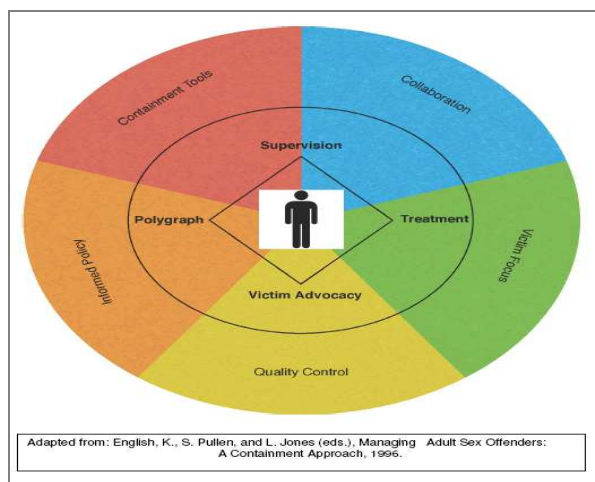 Containment Tools
Collaboration
Supervision
Polygraph
Treatment
Informed Policy
Victim Focus
Victim Advocacy
Quality Control
Adapted from: English, K., S. Pullen, and L. Jones (eds.), Managing Adult Sex Offenders:
A Containment Approach, 1996.